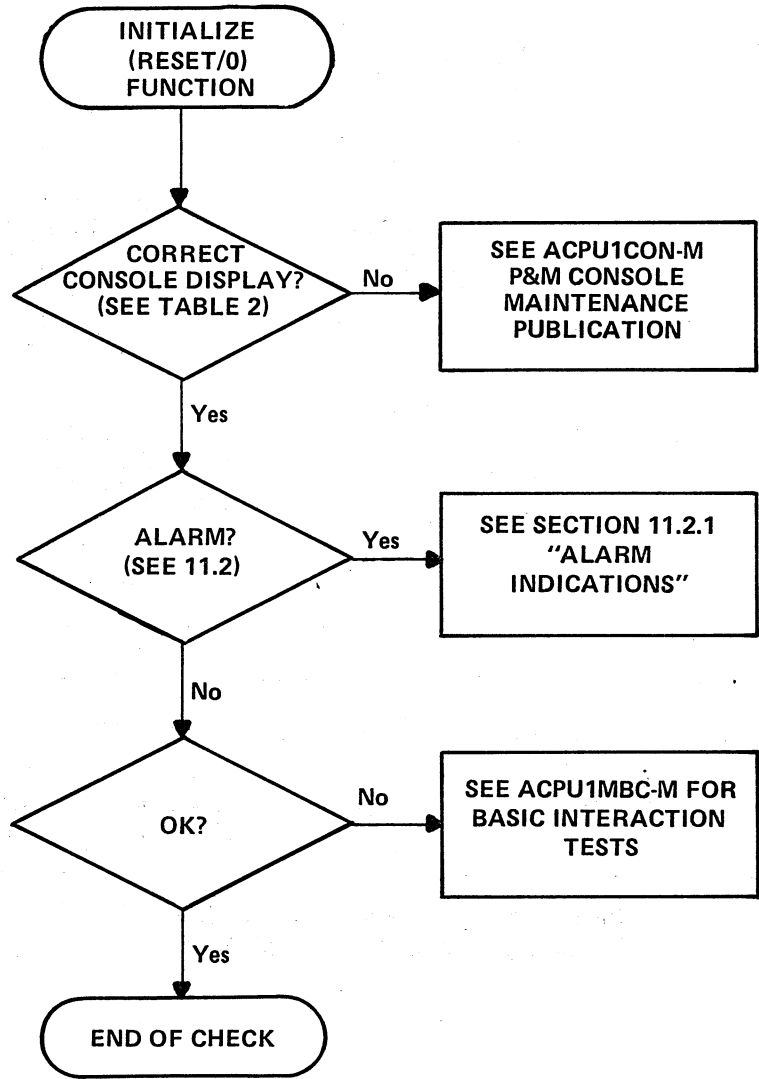 INITIALIZE
(RESET/0)
FUNCTION
CORRECT
CONSOLE DISPLAY?
(SEE TABLE 2)
No
SEE ACPU1CON-M
P&M CONSOLE
MAINTENANCE
PUBLICATION
Yes
ALARM?
(SEE 11.2)
Yes
SEE SECTION 11.2.1
"ALARM
INDICATIONS"
No
OK?
No
SEE ACPU1MBC-M FOR
BASIC INTERACTION
TESTS
Yes
END OF CHECK